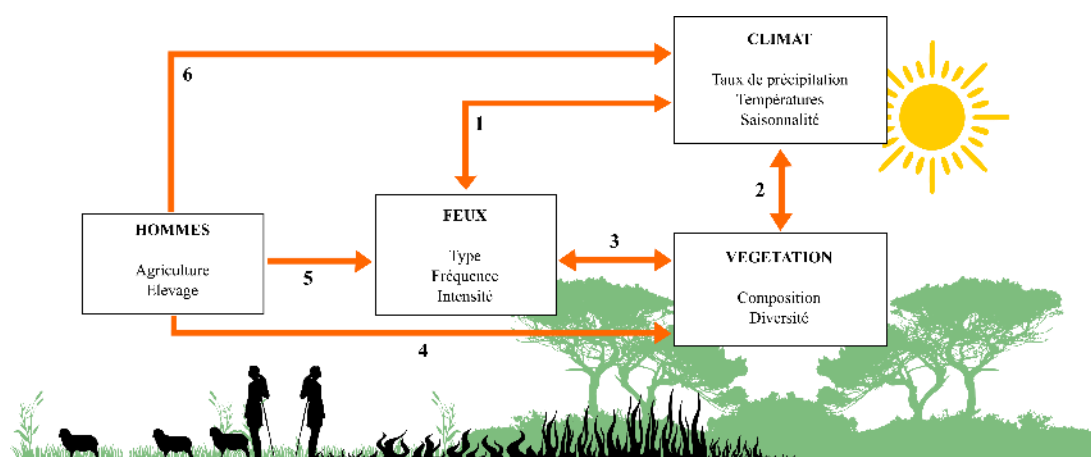 CLIMAT
Taux de précipitation
Températures
Saisonnalité
6
1
2
HOMMES
Agriculture
Elevage
5
FEUX
Type
Fréquence
Intensité
3
VEGETATION
Composition
Diversité
4